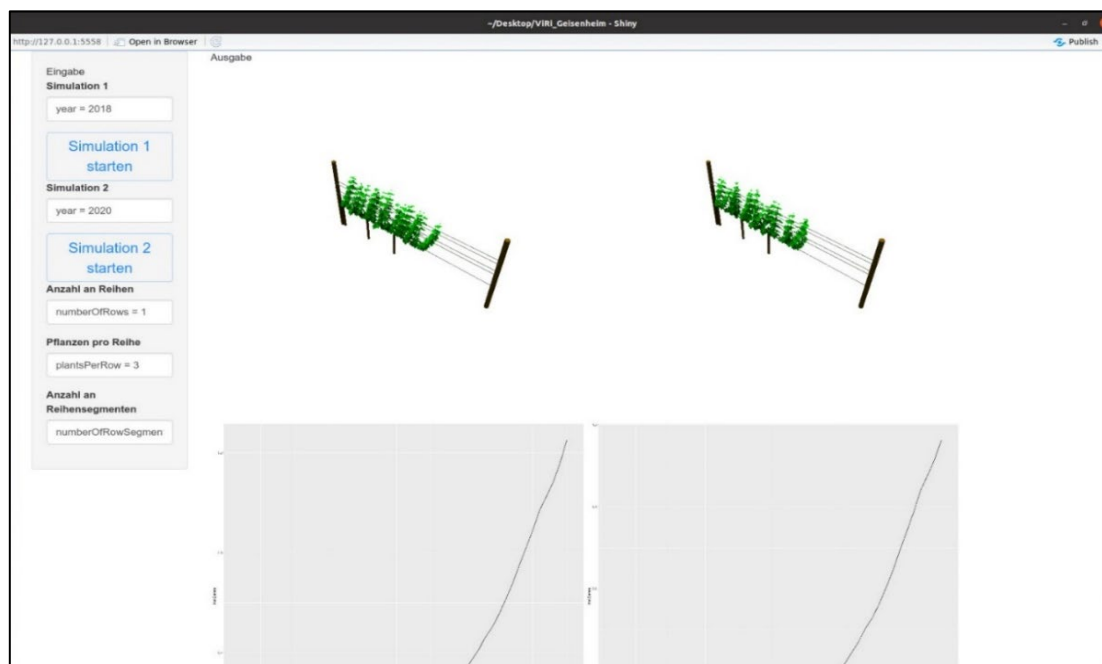 ~/Desktop/ViRi_Geisenheim - Shiny
http://127.0.0.1:5558 Open in Browser
Publish
Eingabe
Simulation 1
year = 2018
Simulation 1
starten
Simulation 2
year = 2020
Simulation 2
starten
Anzahl an Reihen
numberOfRows = 1
Pflanzen pro Reihe
plantsPerRow = 3
Anzahl an
Reihensegmenten
numberOfRowSegmen
Ausgabe